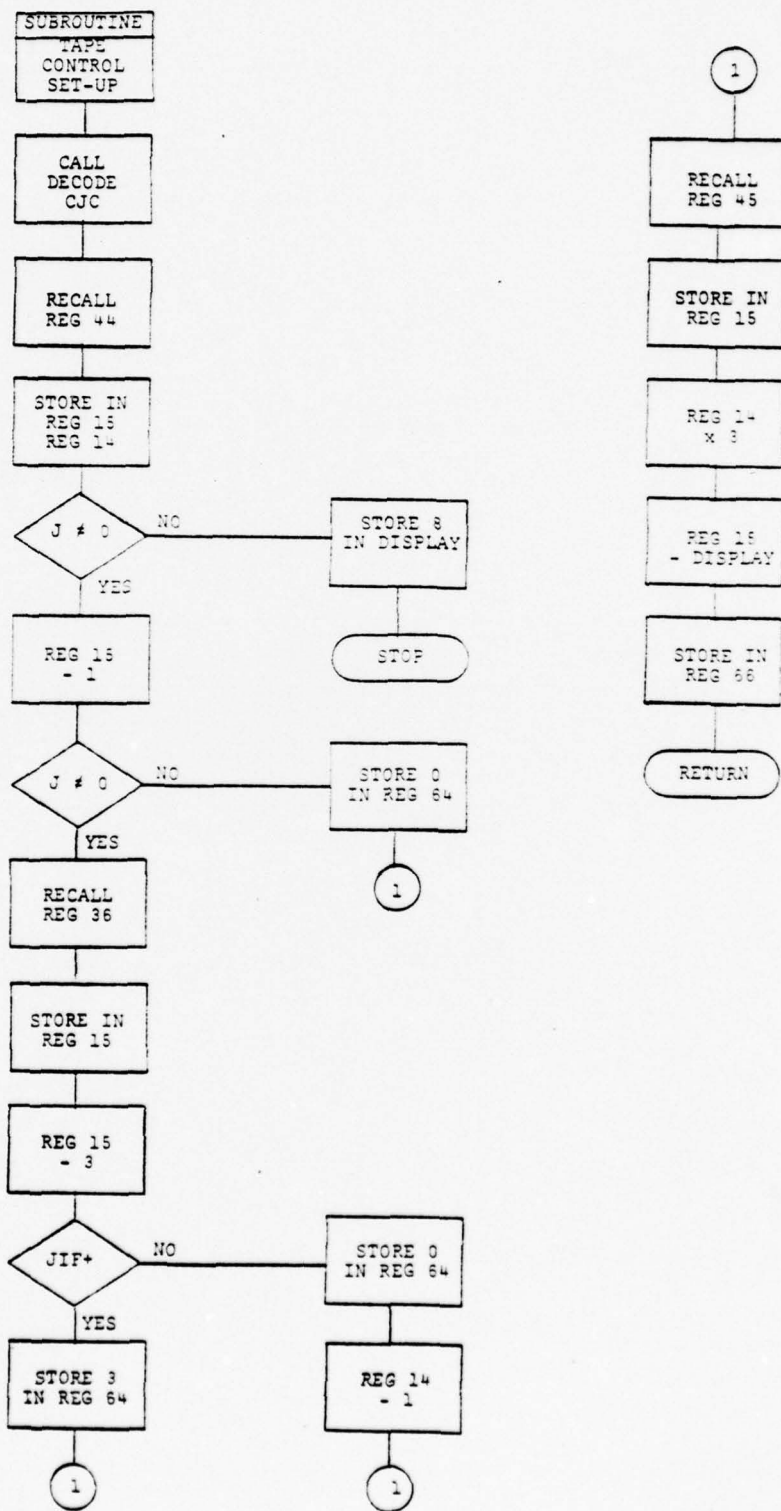 SUBROUTINE
TAPE
CONTROL
SET-UP
CALL
DECODE
CJC
RECALL
REG 44
STORE IN
REG 15
REG 14
J ≠ 0
NO
YES
STORE 8
IN DISPLAY
STOP
REG 15
- 1
J ≠ 0
NO
YES
STORE 0
IN REG 64
1
RECALL
REG 36
STORE IN
REG 15
REG 15
- 3
JIF+
NO
YES
STORE 0
IN REG 64
STORE 3
IN REG 64
REG 14
- 1
1
1
1
RECALL
REG 45
STORE IN
REG 15
REG 14
x 3
REG 15
- DISPLAY
STORE IN
REG 66
RETURN